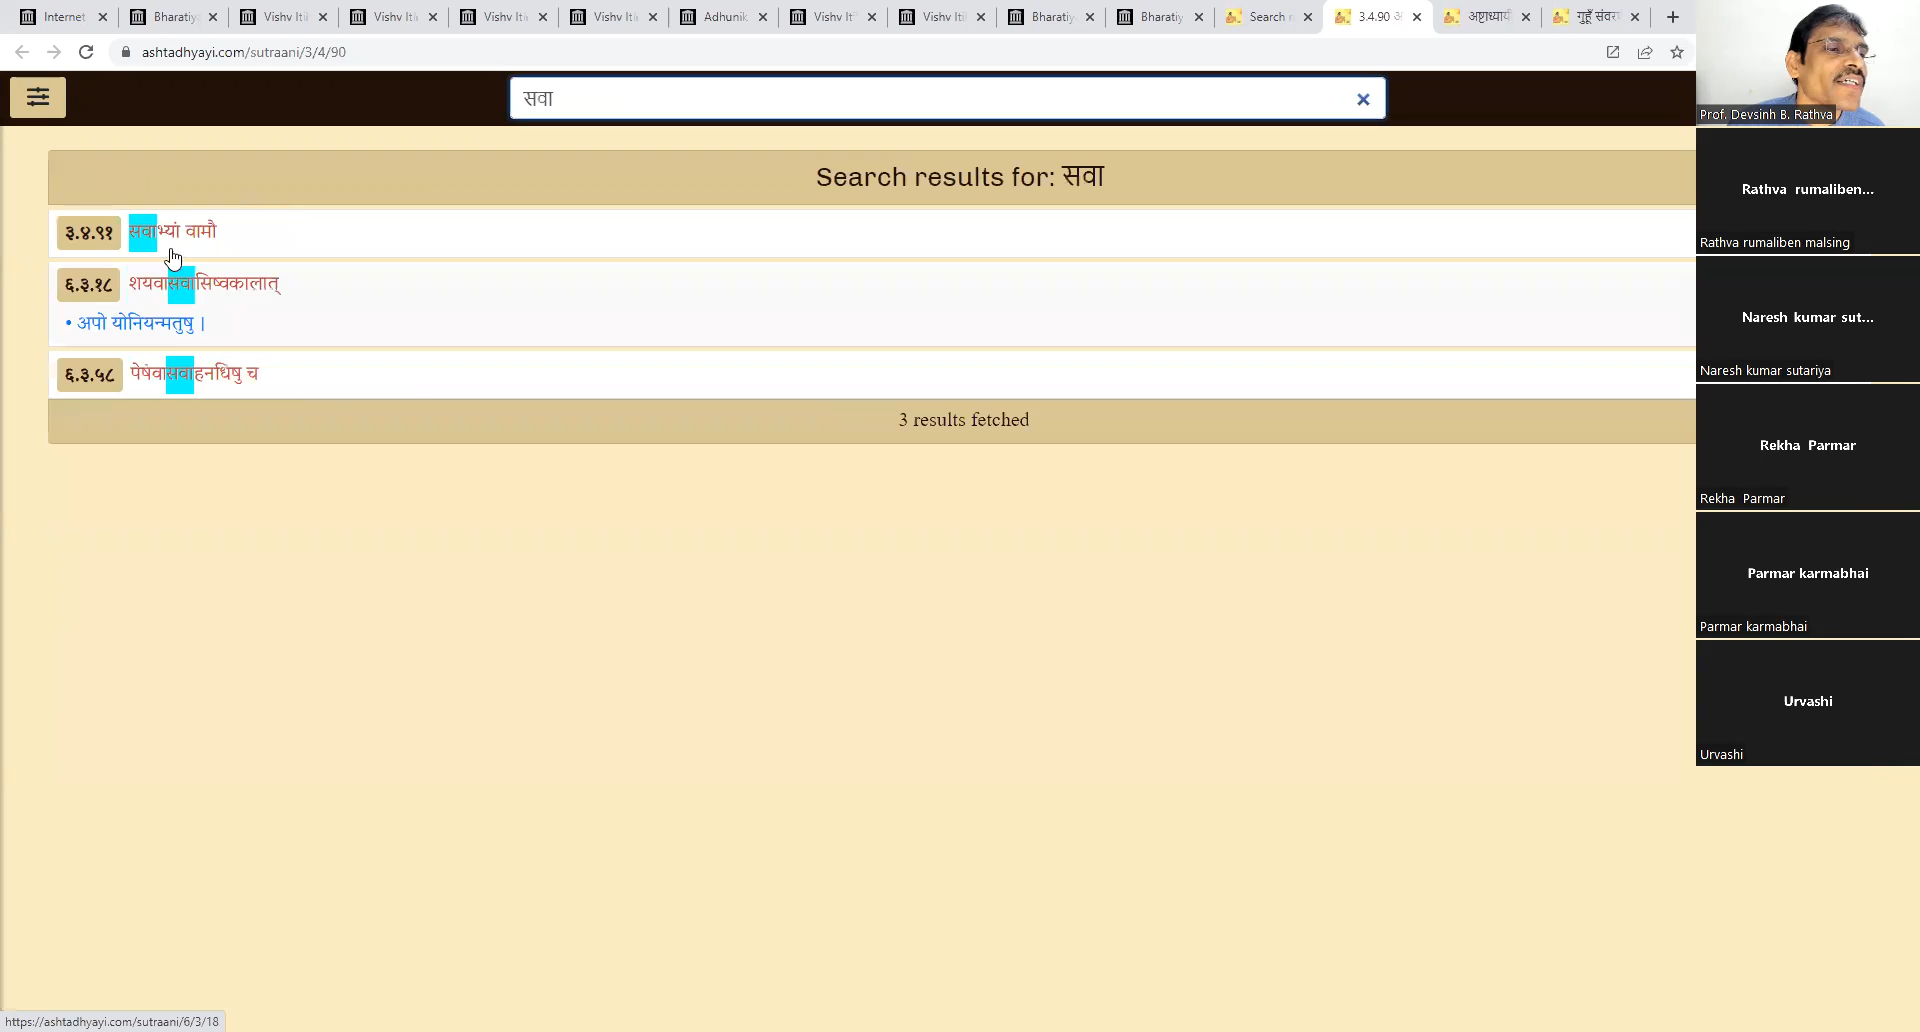 Internet
Bharatiy
Vishv Iti
Vishv Iti
Vishv Iti
Vishv Iti
Adhunik
Vishv It
Vishv Iti
Bharatiy
Bharatiy
Search r
3.4.90 अ
अष्टाध्यायी
गुहूँ संवर
ashtadhyayi.com/sutraani/3/4/90
सवा
Search results for: सवा
३.४.९१ सवाभ्यां वामौ
६.३.१८ शयवासवासिष्वकालात्
• अपो योनियन्मतुषु ।
६.३.५८ पेषंवासवाहनधिषु च
3 results fetched
https://ashtadhyayi.com/sutraani/6/3/18
Prof. Devsinh B. Rathva
Rathva rumaliben...
Rathva rumaliben malsing
Naresh kumar sut...
Naresh kumar sutariya
Rekha Parmar
Rekha Parmar
Parmar karmabhai
Parmar karmabhai
Urvashi
Urvashi